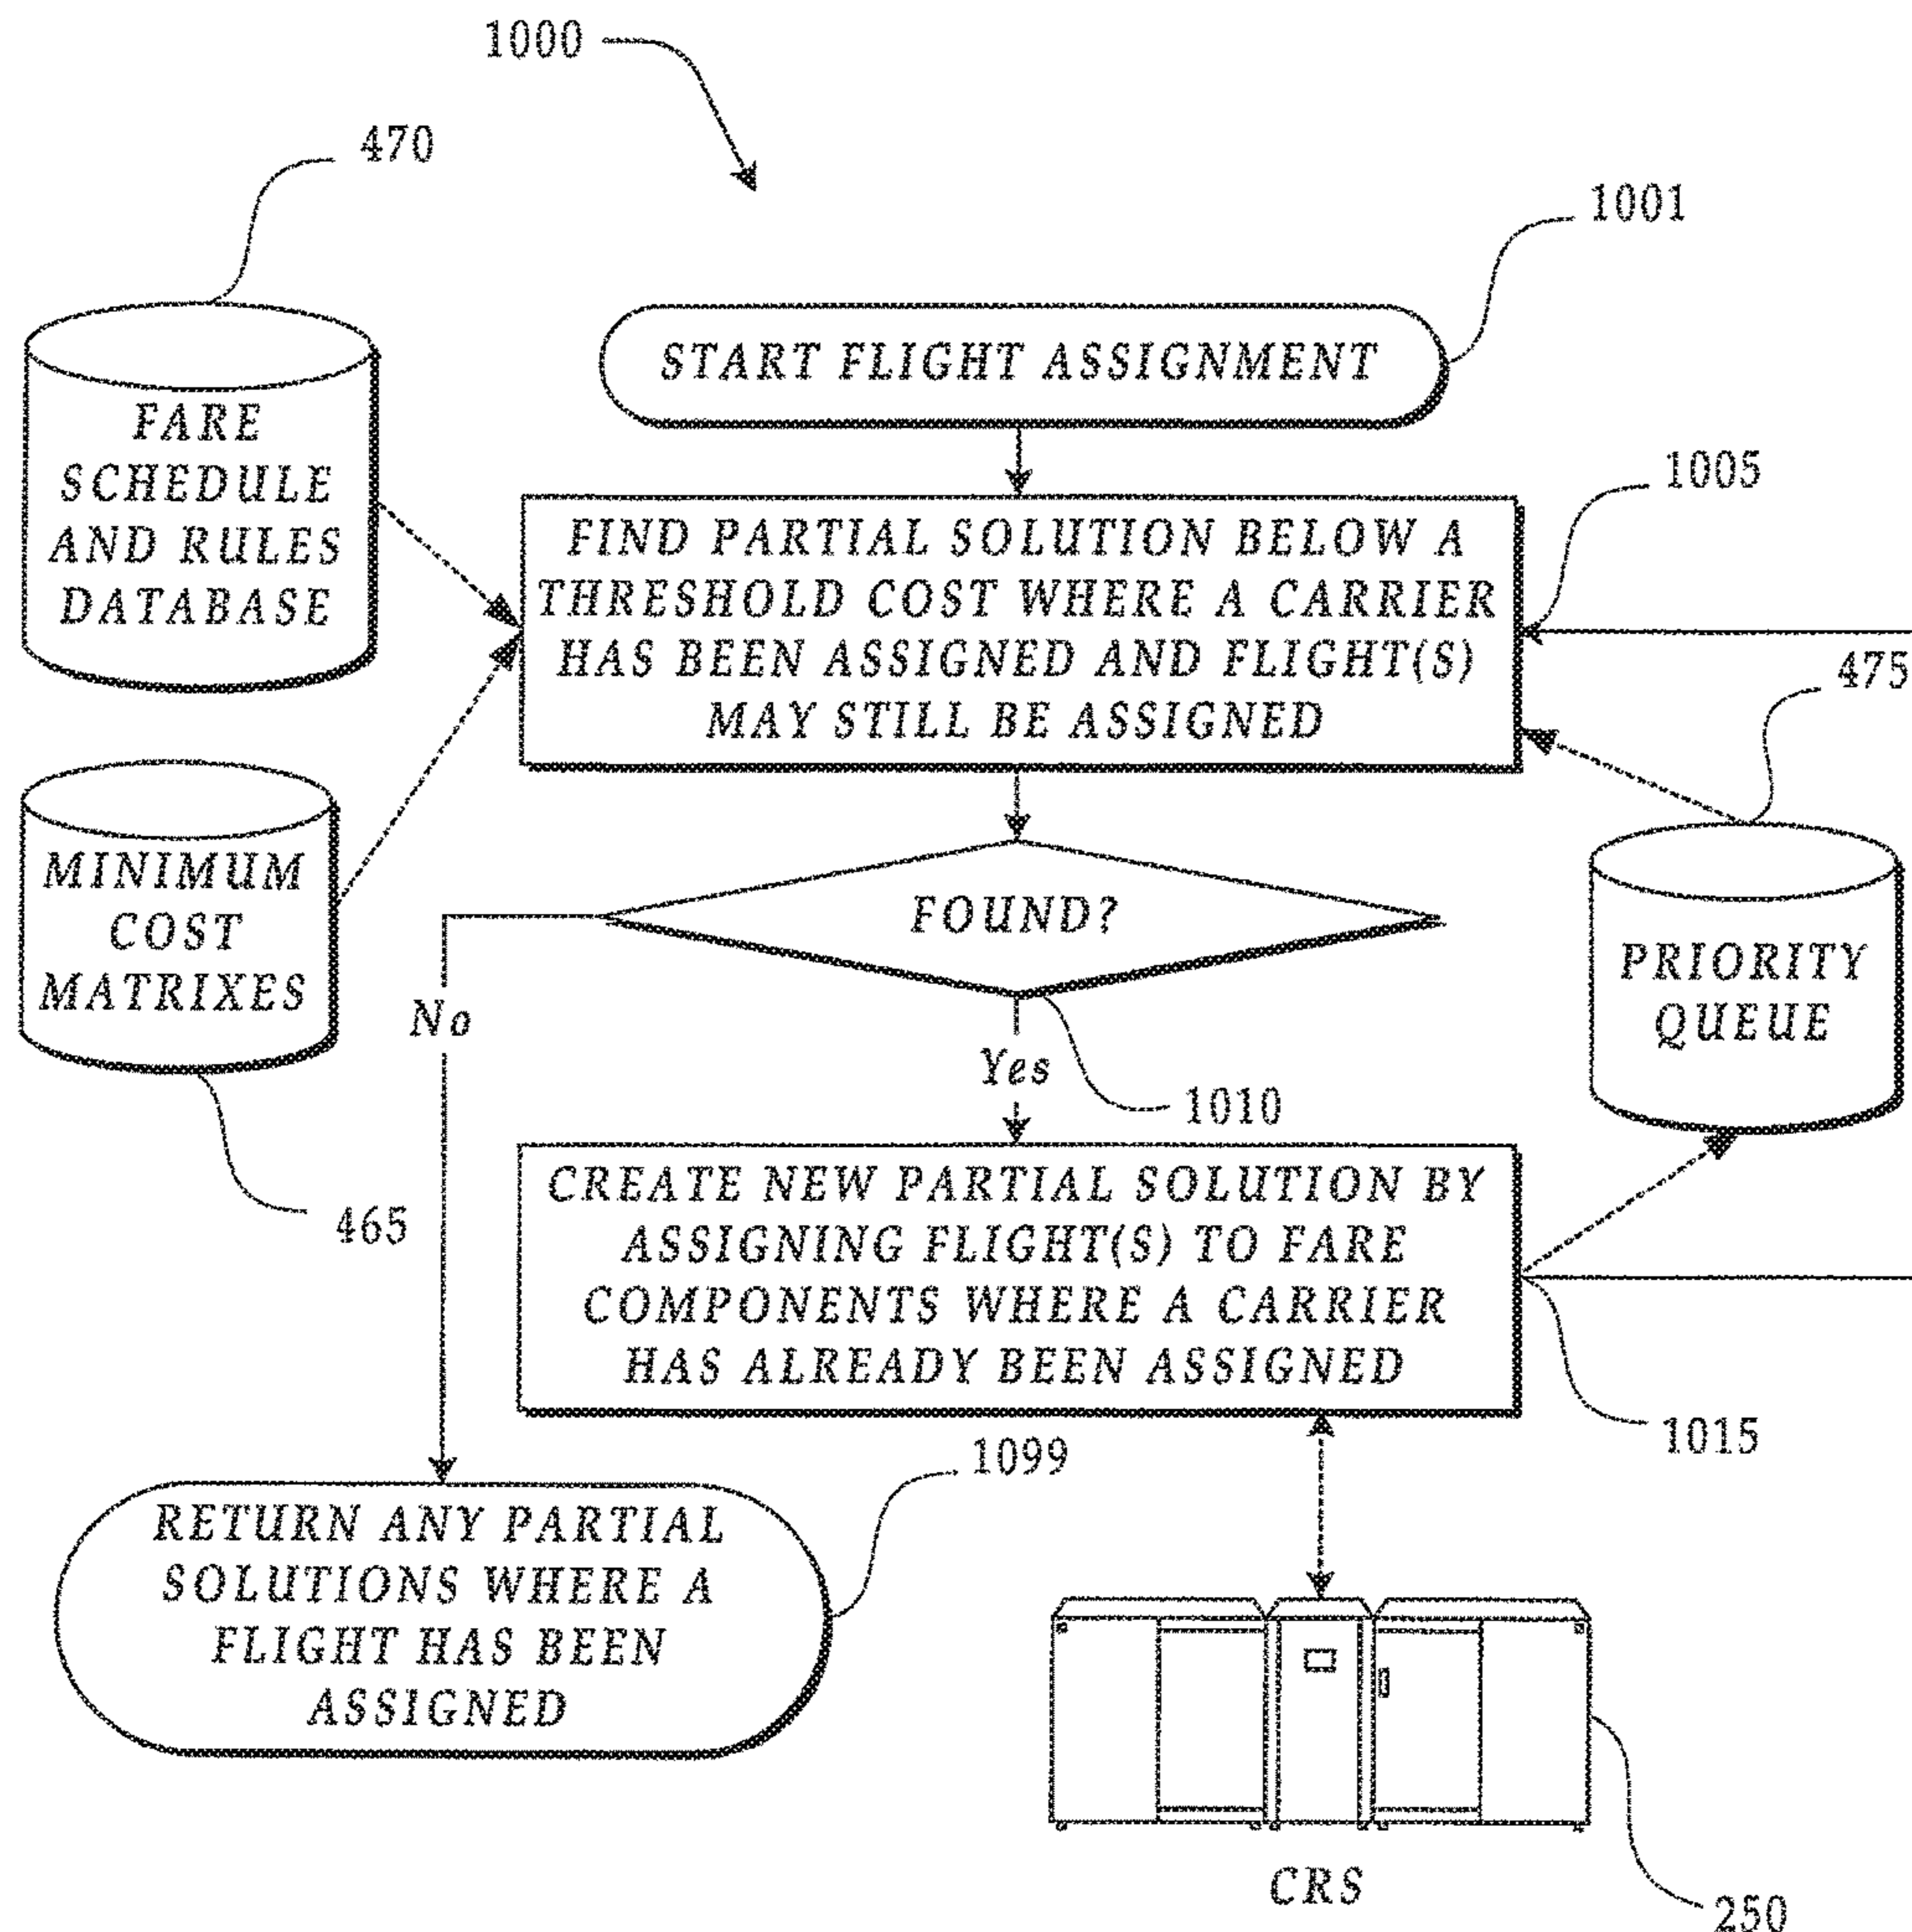 1000
470
1001
START FLIGHT ASSIGNMENT
FARE
SCHEDULE
AND RULES
DATABASE
1005
FIND PARTIAL SOLUTION BELOW A
THRESHOLD COST WHERE A CARRIER
HAS BEEN ASSIGNED AND FLIGHT(S)
MAY STILL BE ASSIGNED
475
MINIMUM
COST
MATRIXES
465
FOUND?
No
Yes
1010
PRIORITY
QUEUE
CREATE NEW PARTIAL SOLUTION BY
ASSIGNING FLIGHT(S) TO FARE
COMPONENTS WHERE A CARRIER
HAS ALREADY BEEN ASSIGNED
1015
1099
RETURN ANY PARTIAL
SOLUTIONS WHERE A
FLIGHT HAS BEEN
ASSIGNED
CRS
250